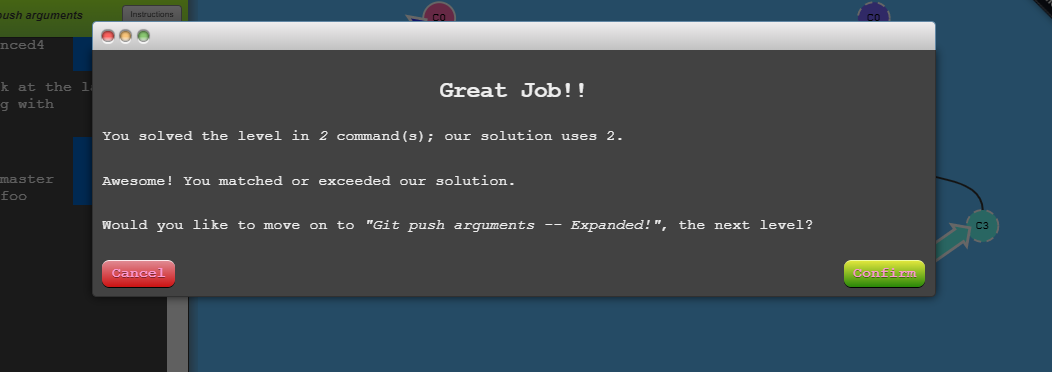 push arguments
Instructions
C0
C0
nced4
k at the la
g with
master
foo
Great Job!!
You solved the level in 2 command(s); our solution uses 2.
Awesome! You matched or exceeded our solution.
Would you like to move on to "Git push arguments -- Expanded!", the next level?
C3
Cancel
Confirm